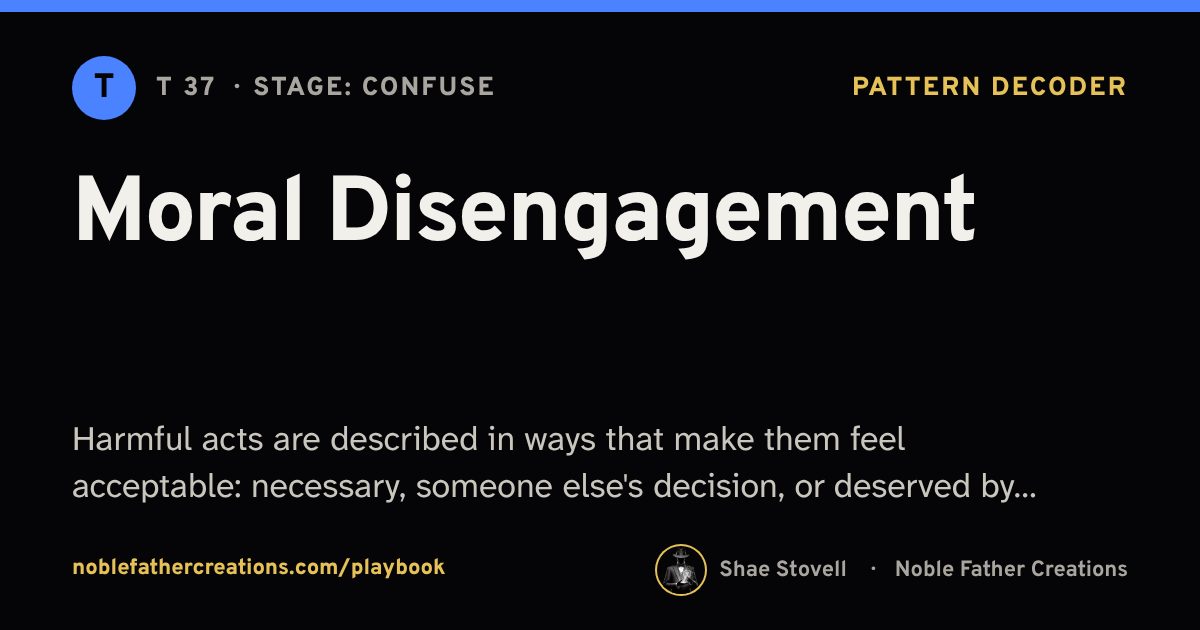 T
T 37 · STAGE: CONFUSE
PATTERN DECODER
Moral Disengagement
Harmful acts are described in ways that make them feel
acceptable: necessary, someone else's decision, or deserved by...
noblefathercreations.com/playbook
Shae Stovell · Noble Father Creations